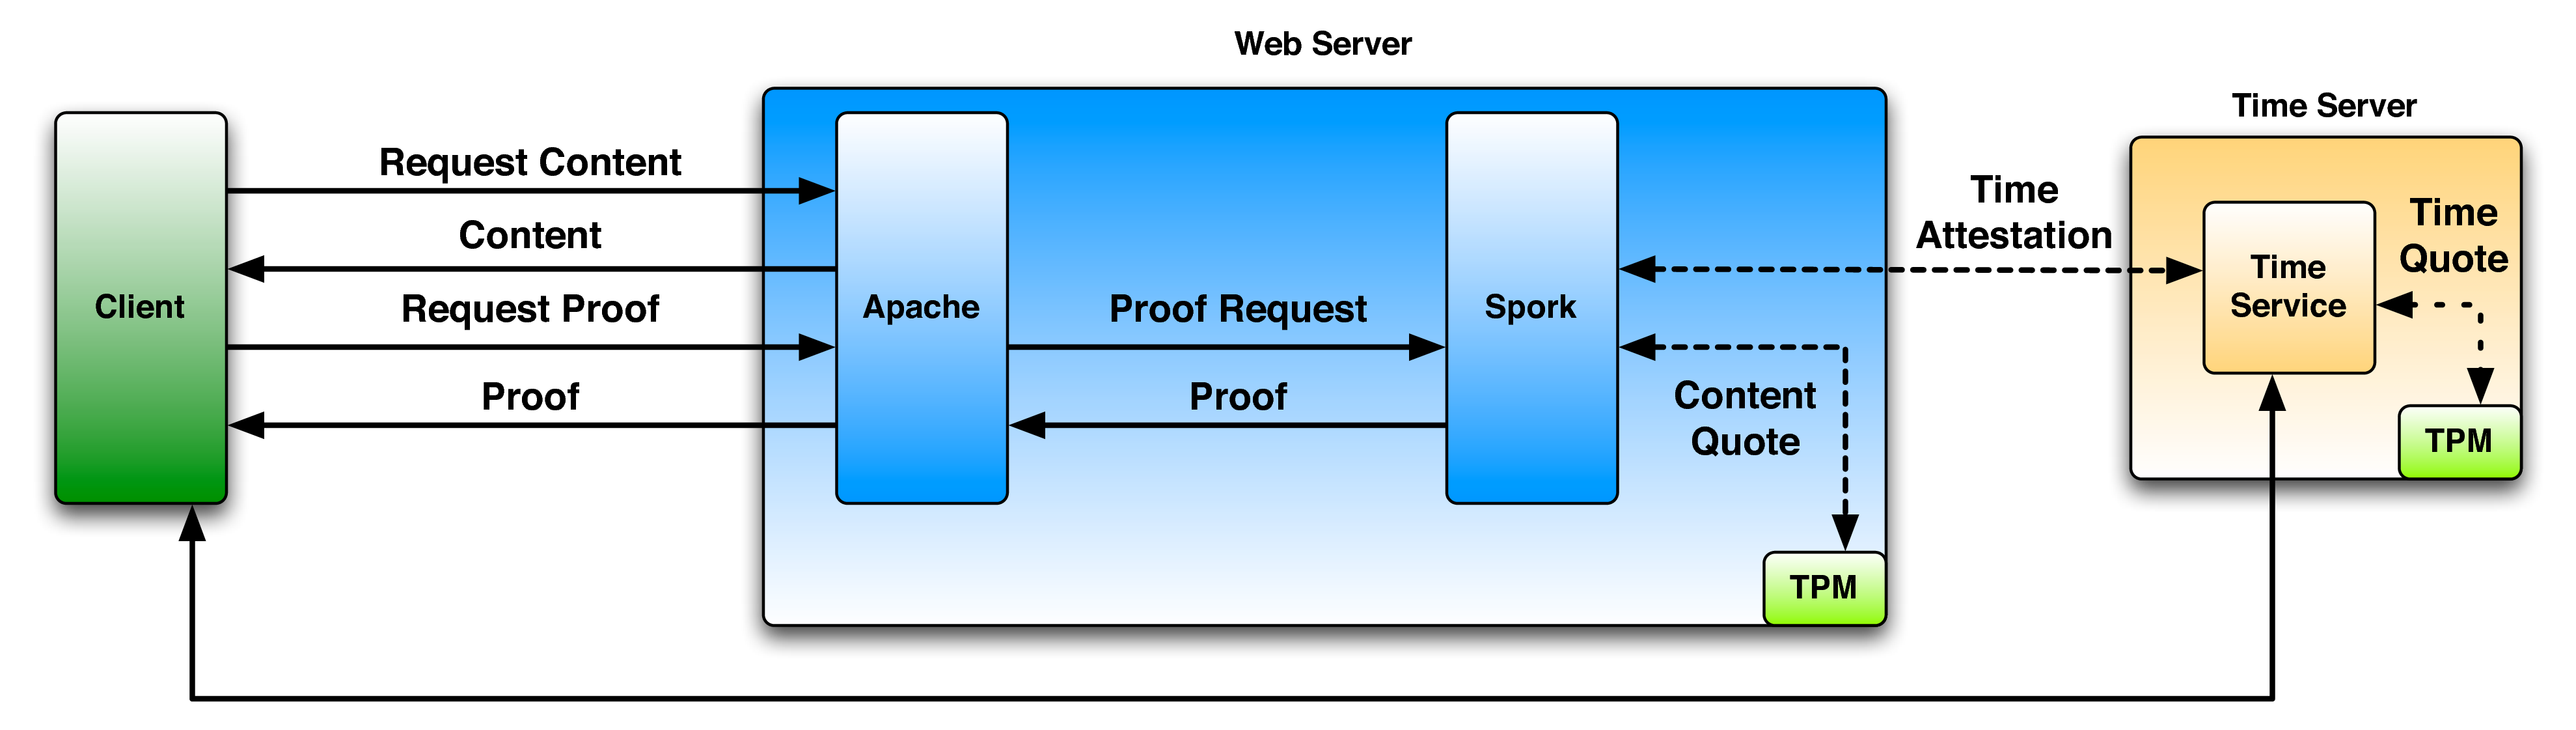 Web Server
Time Server
Request Content
Content
Request Proof
Proof
Client
Apache
Proof Request
Proof
Spork
Content
Quote
TPM
Time
Attestation
Time
Service
Time
Quote
TPM